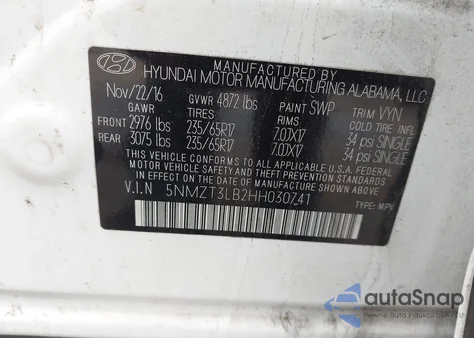 MANUFACTURED BY
HYUNDAI MOTOR MANUFACTURING ALABAMA, LLC
Nov/22/16 GVWR 4872 lbs PAINT SWP TRIM VYN
GAWR TIRES RIMS COLD TIRE INFL
FRONT 2976 lbs 235/65R17 7.0JX17 34 psi SINGLE
REAR 3075 lbs 235/65R17 7.0JX17 34 psi SINGLE
THIS VEHICLE CONFORMS TO ALL APPLICABLE U.S.A FEDERAL
MOTOR VEHICLE SAFETY BUMPER, AND THEFT PREVENTION
STANDARDS IN EFFECT ON THE DATE OF MANUFACTURE
V.I.N 5NMZT3LB2HH030741
TYPE: MPV
autoSnap